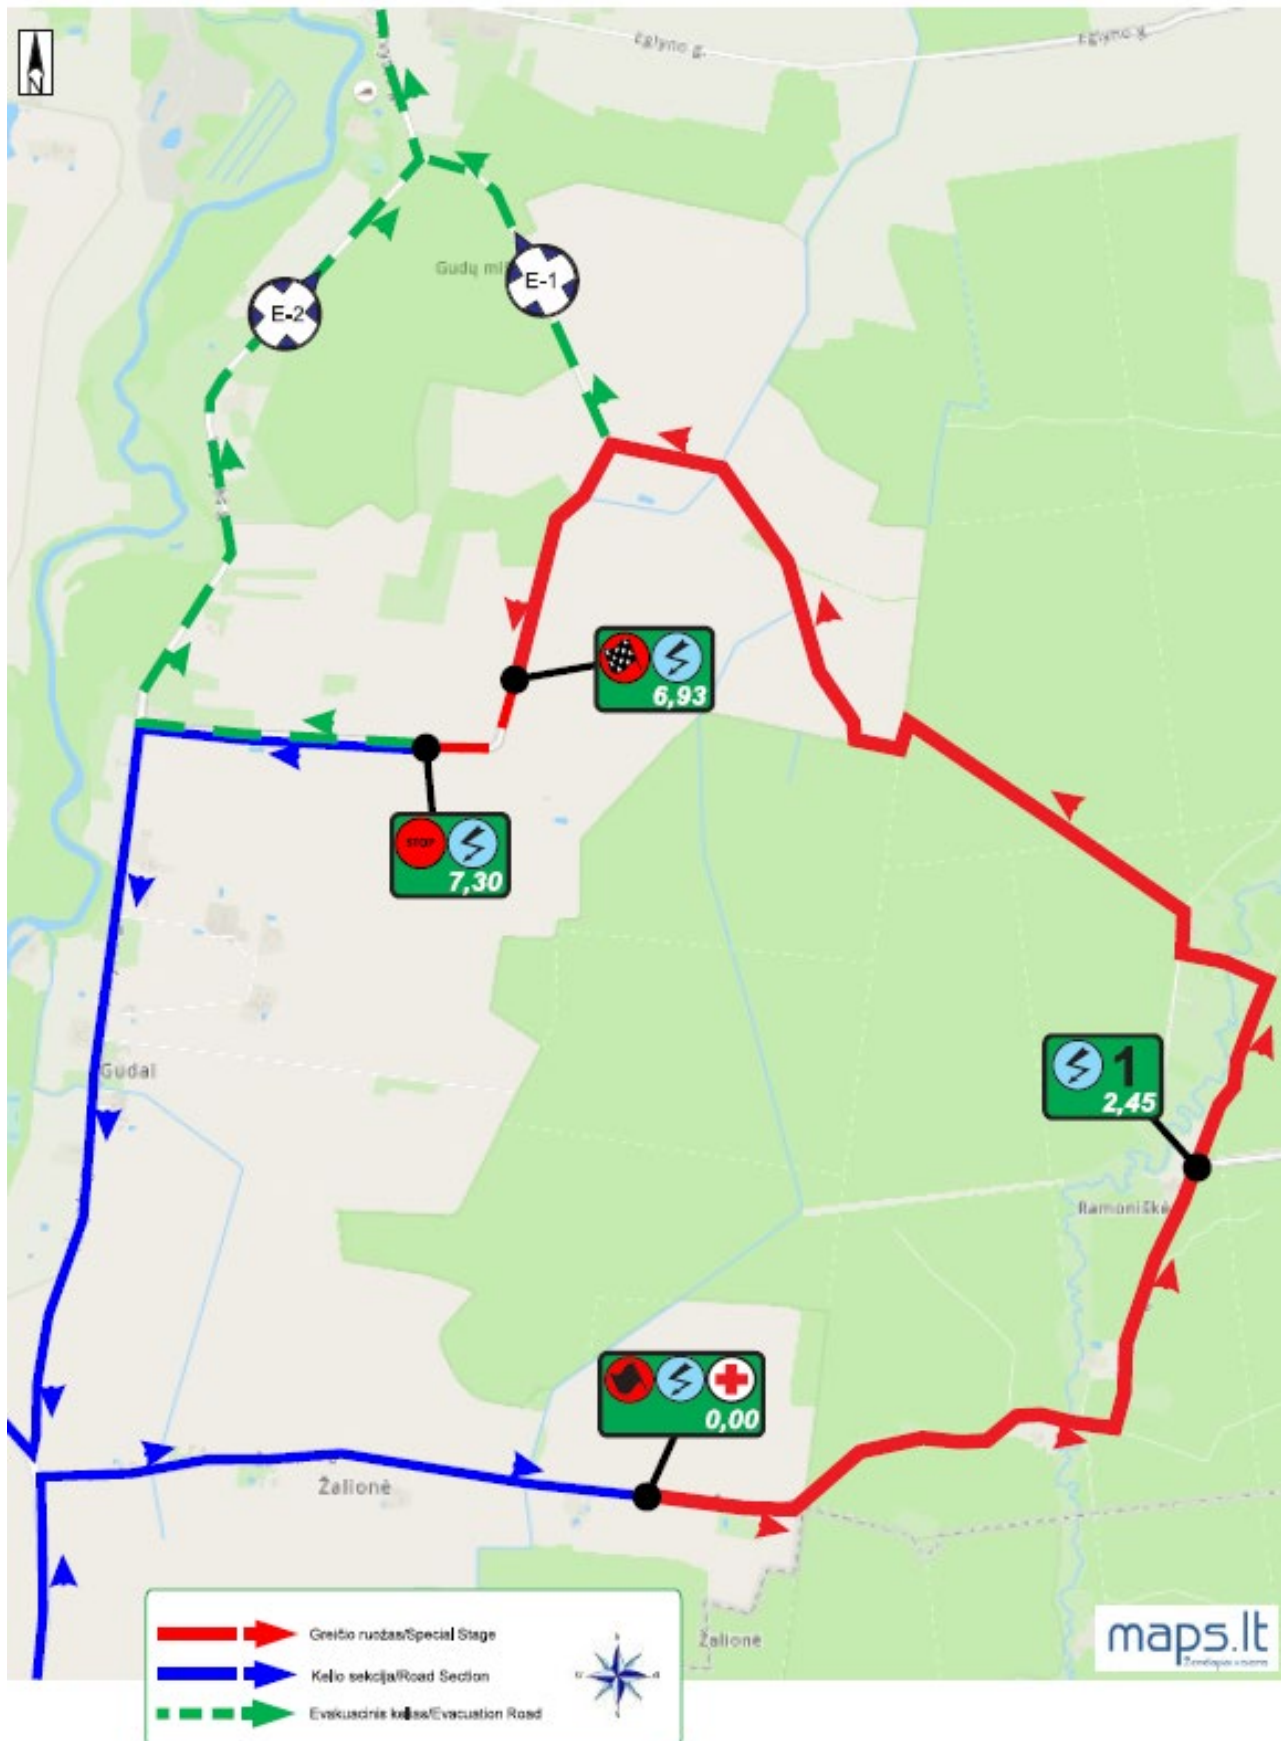 N
Eglyno g.
Eglyno g.
Gudų mi
E-1
E-2
6,93
STOP
7,30
Gudai
1
2,45
Ramoniškė
0,00
Žalionė
Žalionė
Greičio ruožas/Special Stage
Kelio sekcija/Road Section
Evakuacinis kelias/Evacuation Road
maps.lt